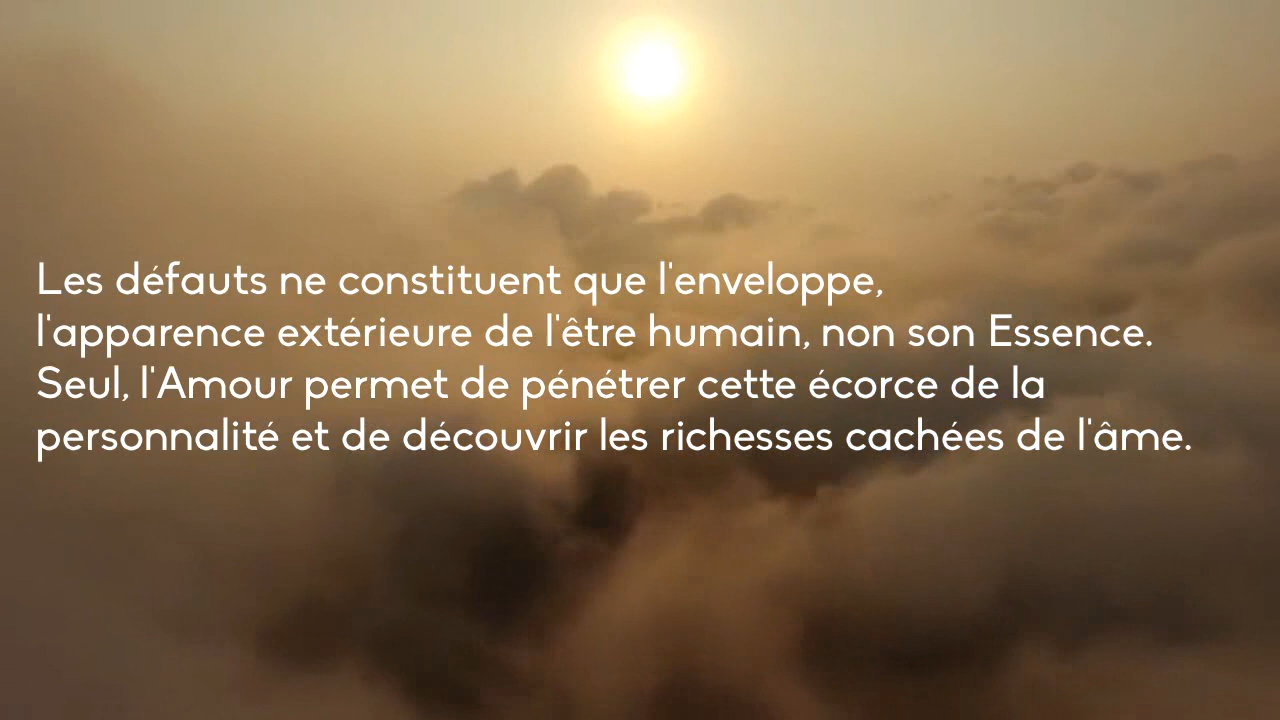 Les défauts ne constituent que l'enveloppe,
l'apparence extérieure de l'être humain, non son Essence.
Seul, l'Amour permet de pénétrer cette écorce de la
personnalité et de découvrir les richesses cachées de l'âme.